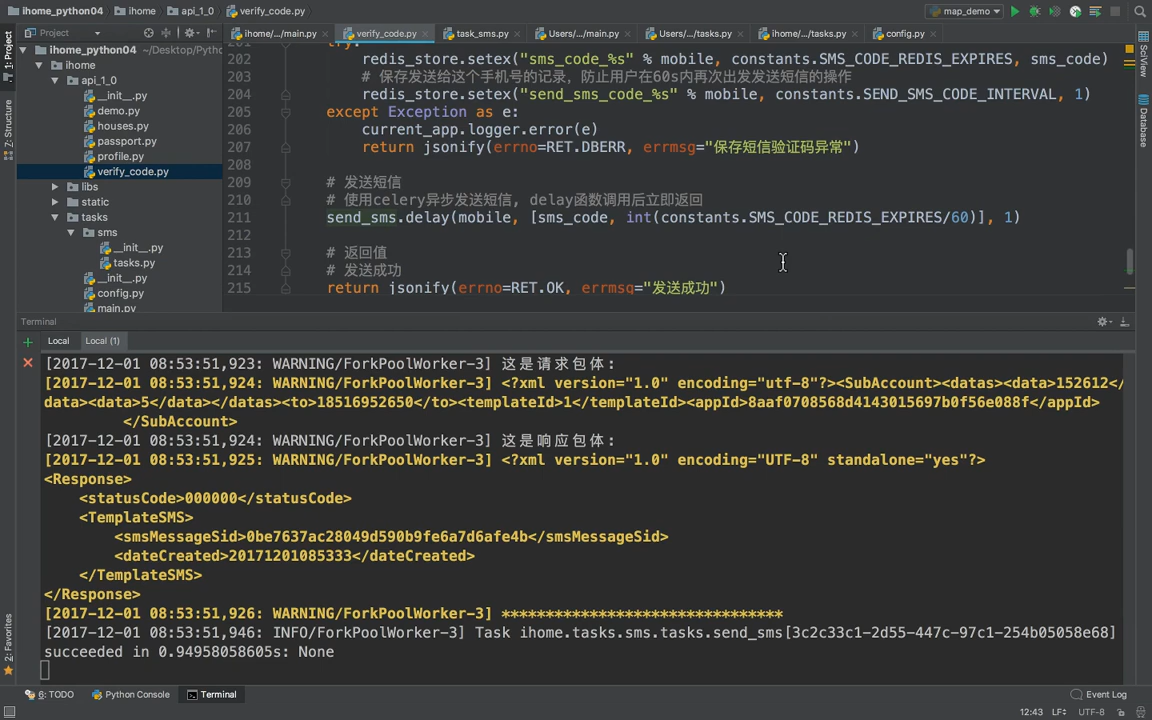 ihome_python04 ihome api_1_0 verify_code.py map_demo
Project ihome/.../main.py verify_code.py task_sms.py Users/.../main.py Users/.../tasks.py ihome/.../tasks.py config.py
1: Project
Z: Structure
2: Favorites
SciView
Database
ihome_python04 ~/Desktop/Pytho
ihome
api_1_0
__init__.py
demo.py
houses.py
passport.py
profile.py
verify_code.py
libs
static
tasks
sms
__init__.py
tasks.py
__init__.py
config.py
main.py
201 try:
202 redis_store.setex("sms_code_%s" % mobile, constants.SMS_CODE_REDIS_EXPIRES, sms_code)
203 # 保存发送给这个手机号的记录，防止用户在60s内再次出发发送短信的操作
204 redis_store.setex("send_sms_code_%s" % mobile, constants.SEND_SMS_CODE_INTERVAL, 1)
205 except Exception as e:
206 current_app.logger.error(e)
207 return jsonify(errno=RET.DBERR, errmsg="保存短信验证码异常")
208
209 # 发送短信
210 # 使用celery异步发送短信, delay函数调用后立即返回
211 send_sms.delay(mobile, [sms_code, int(constants.SMS_CODE_REDIS_EXPIRES/60)], 1)
212
213 # 返回值
214 # 发送成功
215 return jsonify(errno=RET.OK, errmsg="发送成功")
Terminal
Local Local (1)
[2017-12-01 08:53:51,923: WARNING/ForkPoolWorker-3] 这是请求包体:
[2017-12-01 08:53:51,924: WARNING/ForkPoolWorker-3] <?xml version="1.0" encoding="utf-8"?><SubAccount><datas><data>152612</
data><data>5</data></datas><to>18516952650</to><templateId>1</templateId><appId>8aaf0708568d4143015697b0f56e088f</appId>
</SubAccount>
[2017-12-01 08:53:51,924: WARNING/ForkPoolWorker-3] 这是响应包体:
[2017-12-01 08:53:51,925: WARNING/ForkPoolWorker-3] <?xml version="1.0" encoding="UTF-8" standalone="yes"?>
<Response>
<statusCode>000000</statusCode>
<TemplateSMS>
<smsMessageSid>0be7637ac28049d590b9fe6a7d6afe4b</smsMessageSid>
<dateCreated>20171201085333</dateCreated>
</TemplateSMS>
</Response>
[2017-12-01 08:53:51,926: WARNING/ForkPoolWorker-3] ********************************
[2017-12-01 08:53:51,946: INFO/ForkPoolWorker-3] Task ihome.tasks.sms.tasks.send_sms[3c2c33c1-2d55-447c-97c1-254b05058e68]
succeeded in 0.94958058605s: None
6: TODO Python Console Terminal Event Log
12:43 LF UTF-8